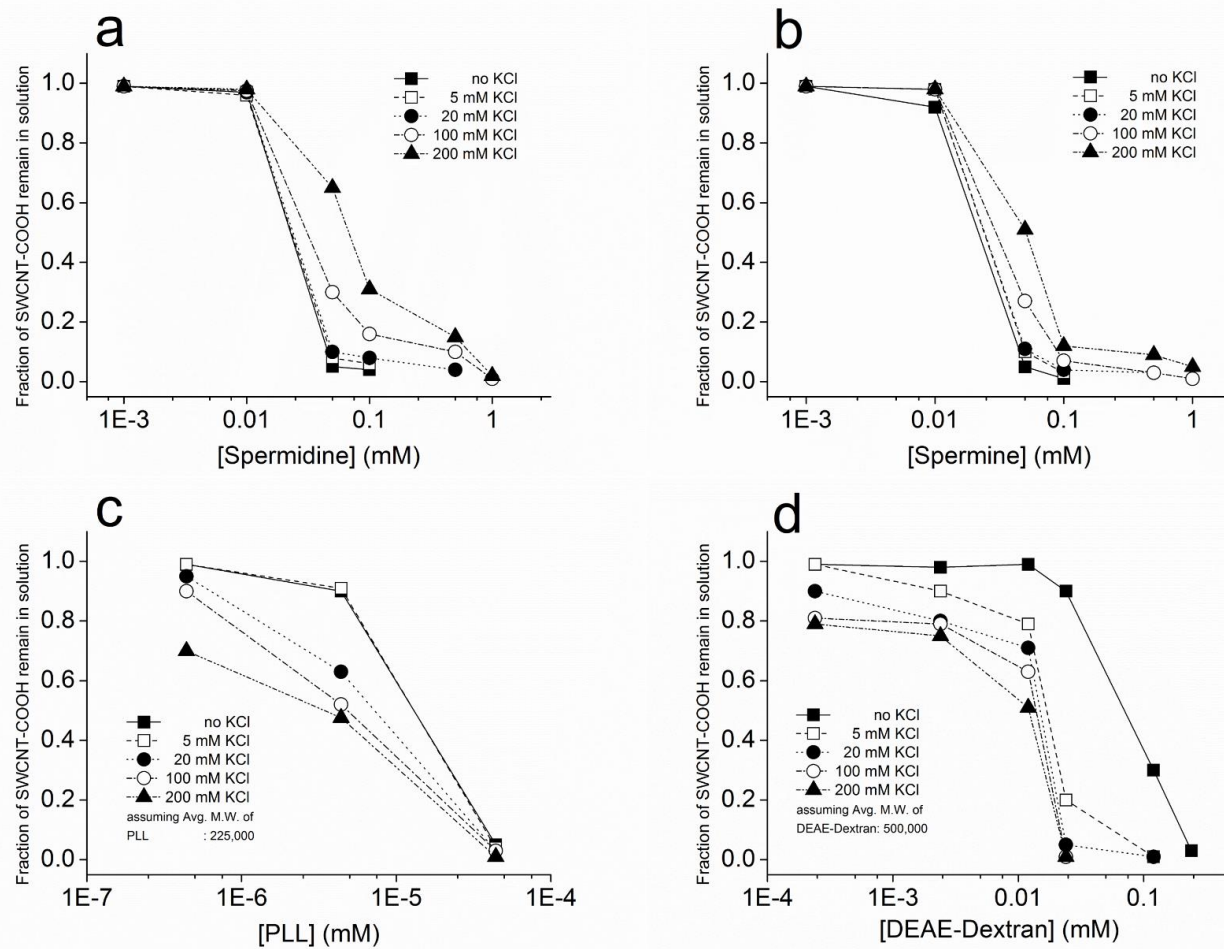 a
Fraction of SWCNT-COOH remain in solution
1.0
0.8
0.6
0.4
0.2
0.0
no KCl
5 mM KCl
20 mM KCl
100 mM KCl
200 mM KCl
1E-3 0.01 0.1 1
[Spermidine] (mM)
b
Fraction of SWCNT-COOH remain in solution
1.0
0.8
0.6
0.4
0.2
0.0
no KCl
5 mM KCl
20 mM KCl
100 mM KCl
200 mM KCl
1E-3 0.01 0.1 1
[Spermine] (mM)
c
Fraction of SWCNT-COOH remain in solution
1.0
0.8
0.6
0.4
0.2
0.0
no KCl
5 mM KCl
20 mM KCl
100 mM KCl
200 mM KCl
assuming Avg. M.W. of
PLL : 225,000
1E-7 1E-6 1E-5 1E-4
[PLL] (mM)
d
Fraction of SWCNT-COOH remain in solution
1.0
0.8
0.6
0.4
0.2
0.0
no KCl
5 mM KCl
20 mM KCl
100 mM KCl
200 mM KCl
assuming Avg. M.W. of
DEAE-Dextran: 500,000
1E-4 1E-3 0.01 0.1
[DEAE-Dextran] (mM)